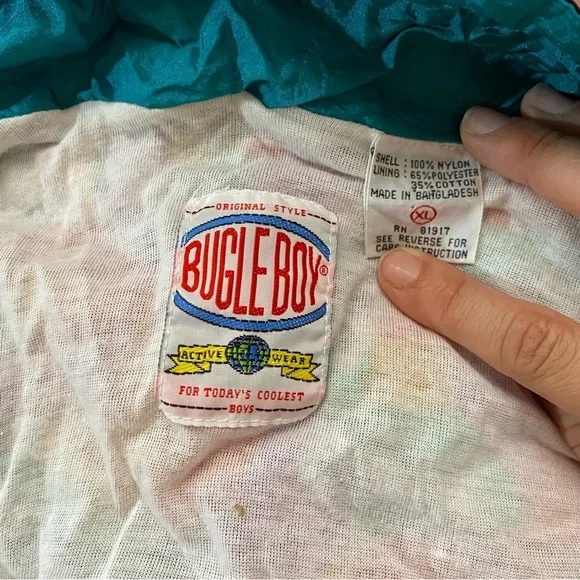 ORIGINAL STYLE
BUGLE BOY®
ACTIVE WEAR
FOR TODAY'S COOLEST
BOYS
SHELL : 100% NYLON
LINING : 65% POLYESTER
35% COTTON
MADE IN BANGLADESH
XL
RN 81917
SEE REVERSE FOR
CARE INSTRUCTION